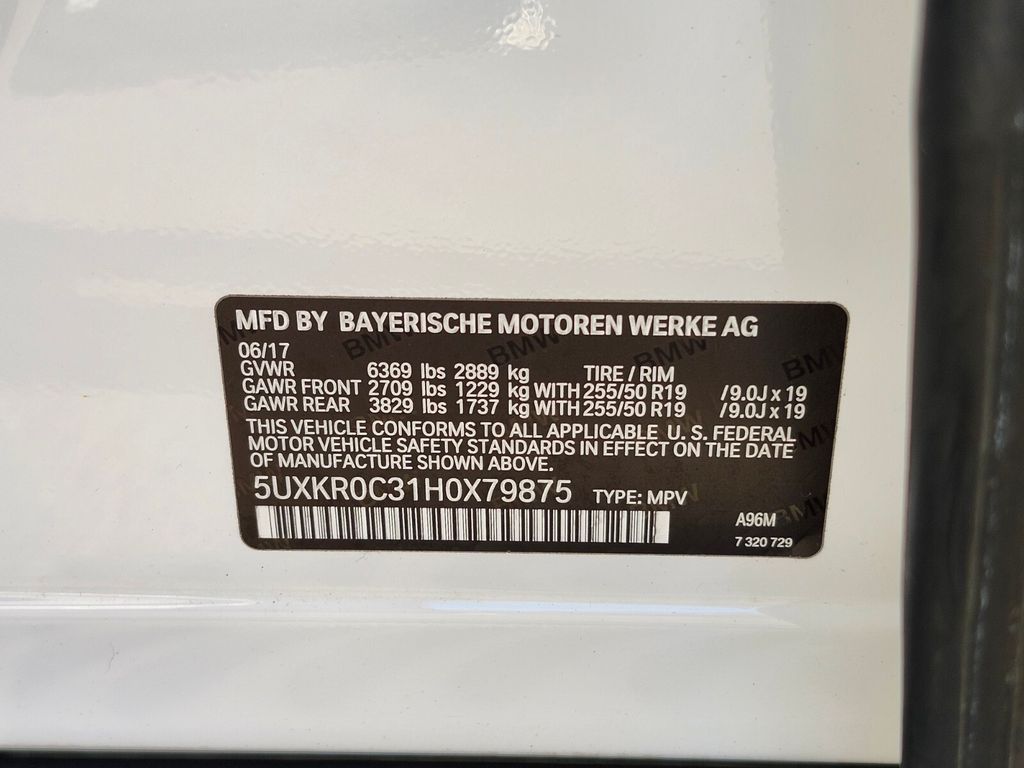 MFD BY BAYERISCHE MOTOREN WERKE AG
06/17
GVWR 6369 lbs 2889 kg TIRE / RIM
GAWR FRONT 2709 lbs 1229 kg WITH 255/50 R19 /9.0J x 19
GAWR REAR 3829 lbs 1737 kg WITH 255/50 R19 /9.0J x 19
THIS VEHICLE CONFORMS TO ALL APPLICABLE U. S. FEDERAL
MOTOR VEHICLE SAFETY STANDARDS IN EFFECT ON THE DATE
OF MANUFACTURE SHOWN ABOVE.
5UXKR0C31H0X79875 TYPE: MPV
A96M
7 320 729